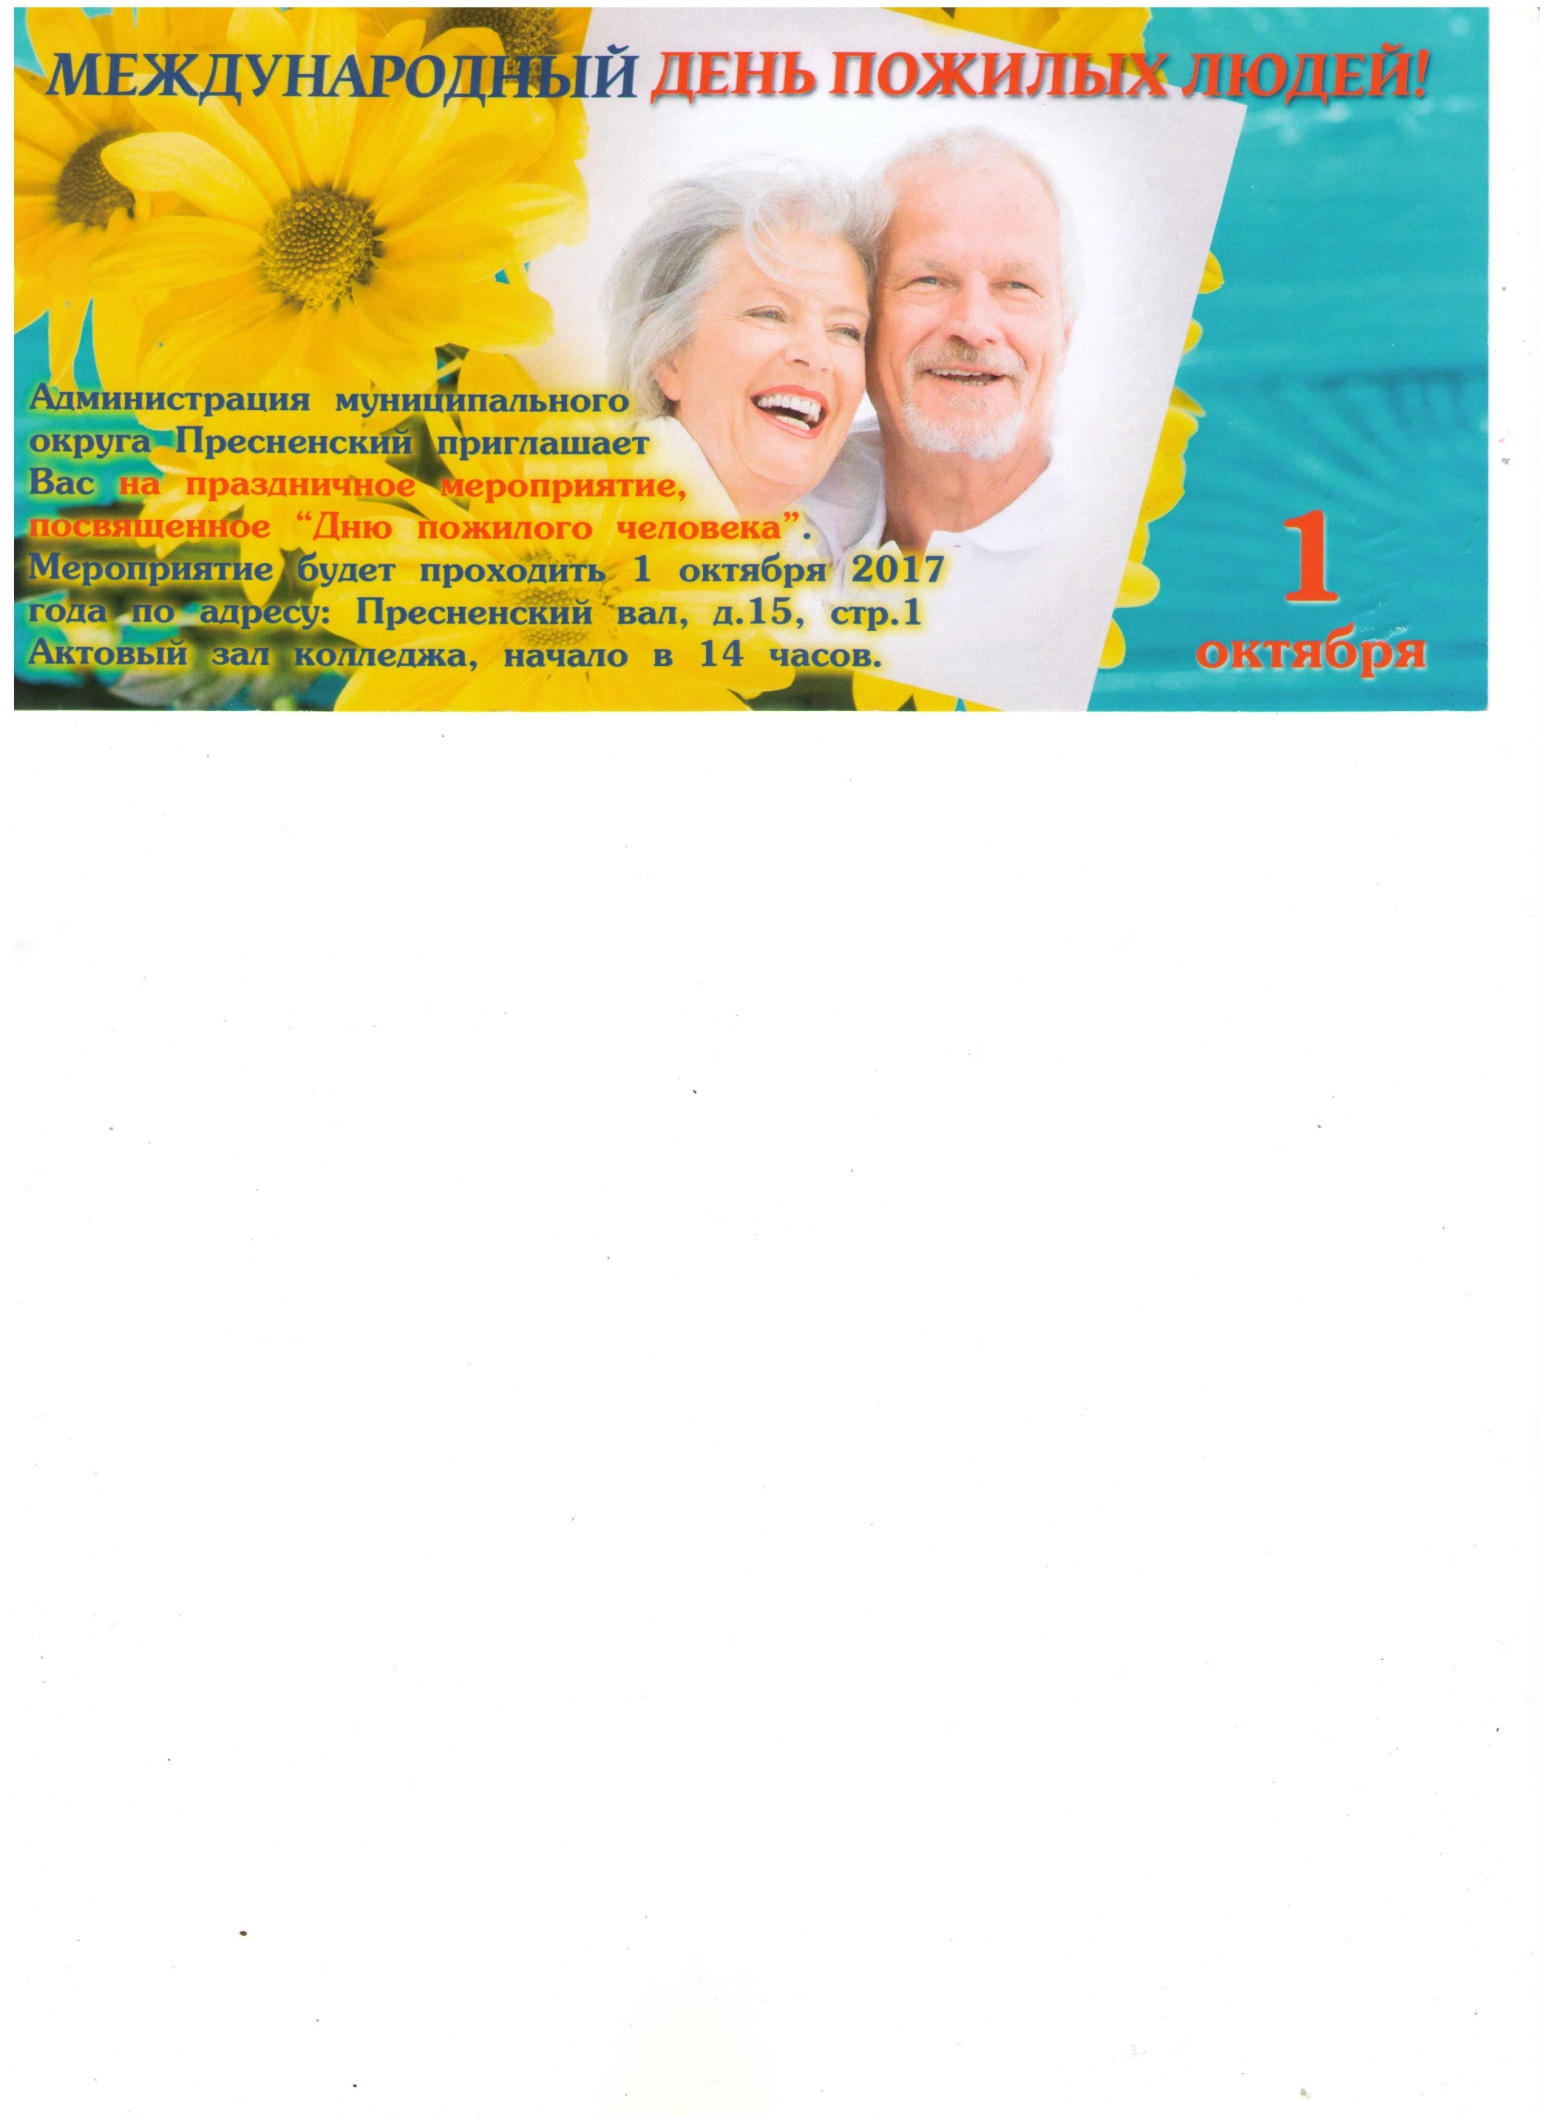 МЕЖДУНАРОДНЫЙ ДЕНЬ ПОЖИЛЫХ ЛЮДЕЙ!
Администрация муниципального
округа Пресненский приглашает
Вас на праздничное мероприятие,
посвященное “Дню пожилого человека”.
Мероприятие будет проходить 1 октября 2017
года по адресу: Пресненский вал, д.15, стр.1
Актовый зал колледжа, начало в 14 часов.
1
октября